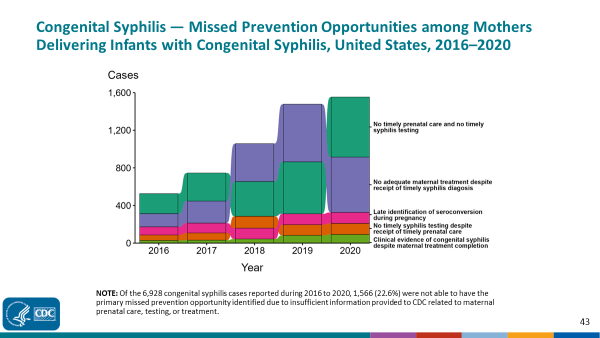 Congenital Syphilis — Missed Prevention Opportunities among Mothers
Delivering Infants with Congenital Syphilis, United States, 2016–2020
Cases
1,600
1,200
800
400
0
No timely prenatal care and no timely
syphilis testing
No adequate maternal treatment despite
receipt of timely syphilis diagosis
Late identification of seroconversion
during pregnancy
No timely syphilis testing despite
receipt of timely prenatal care
Clinical evidence of congenital syphilis
despite maternal treatment completion
2016 2017 2018 2019 2020
Year
NOTE: Of the 6,928 congenital syphilis cases reported during 2016 to 2020, 1,566 (22.6%) were not able to have the
primary missed prevention opportunity identified due to insufficient information provided to CDC related to maternal
prenatal care, testing, or treatment.
CDC
43